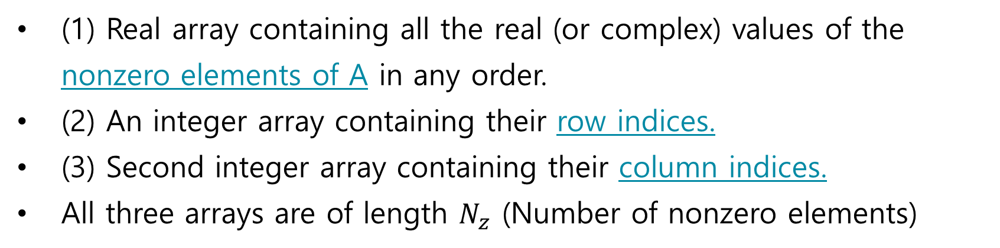 • (1) Real array containing all the real (or complex) values of the
nonzero elements of A in any order.
• (2) An integer array containing their row indices.
• (3) Second integer array containing their column indices.
• All three arrays are of length N_z (Number of nonzero elements)